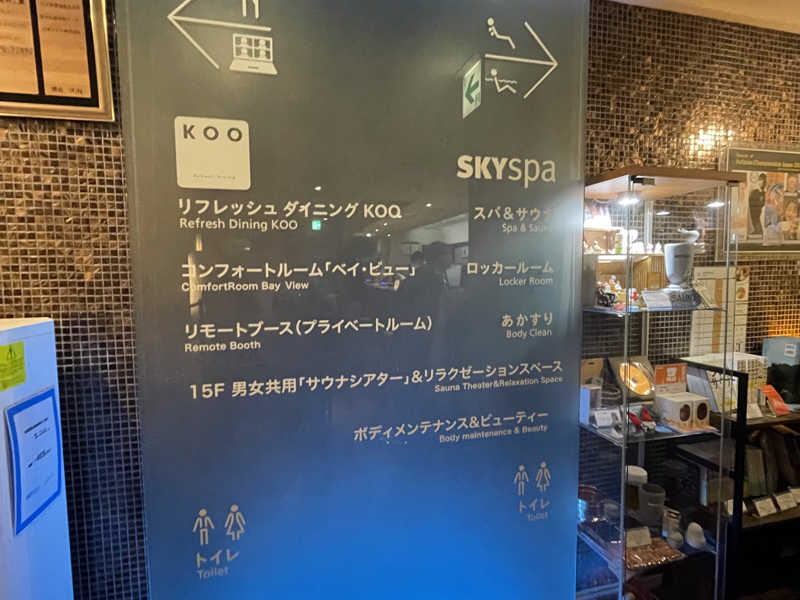 KOO
Refresh Dining
SKYspa
リフレッシュ ダイニング KOO
Refresh Dining KOO
スパ&サウナ
Spa & Sauna
コンフォートルーム「ベイ・ビュー」
ComfortRoom Bay View
ロッカールーム
Locker Room
リモートブース(プライベートルーム)
Remote Booth
あかすり
Body Clean
15F 男女共用「サウナシアター」&リラクゼーションスペース
Sauna Theater&Relaxation Space
ボディメンテナンス&ビューティー
Body maintenance & Beauty
トイレ
Toilet
トイレ
Toilet